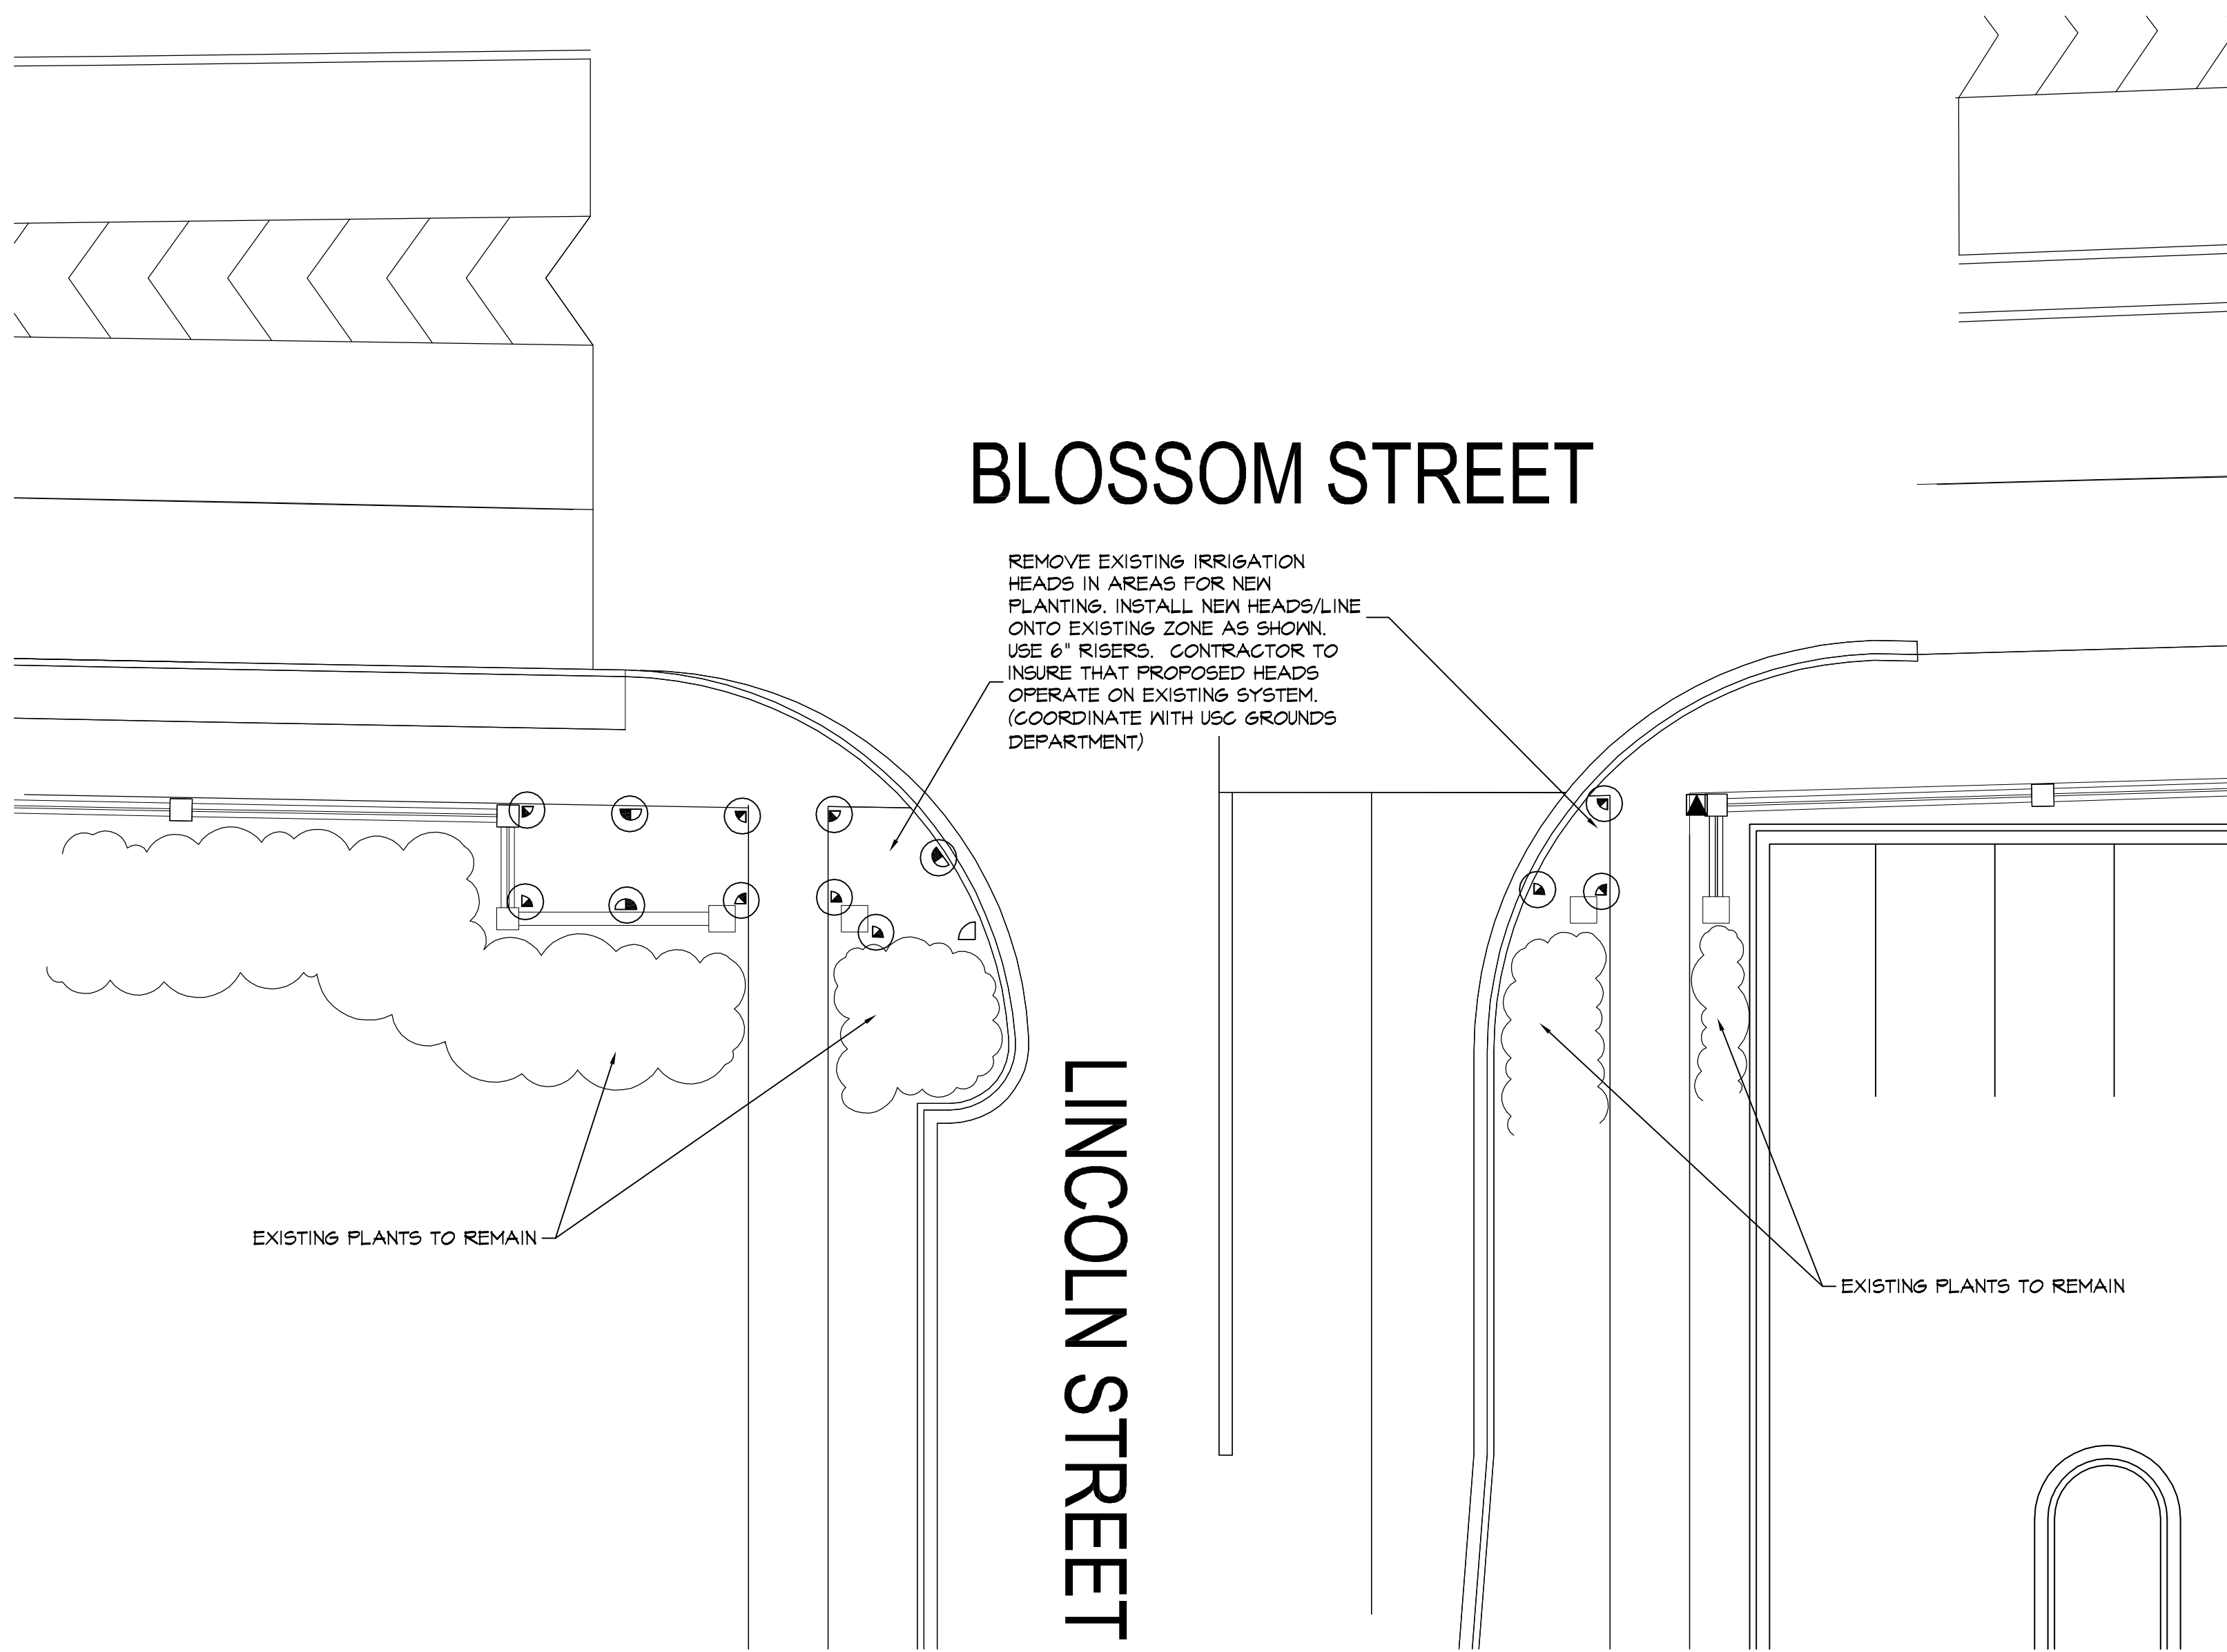 BLOSSOM STREET
REMOVE EXISTING IRRIGATION
HEADS IN AREAS FOR NEW
PLANTING. INSTALL NEW HEADS/LINE
ONTO EXISTING ZONE AS SHOWN.
USE 6" RISERS. CONTRACTOR TO
INSURE THAT PROPOSED HEADS
OPERATE ON EXISTING SYSTEM.
(COORDINATE WITH USC GROUNDS
DEPARTMENT)
LINCOLN STREET
EXISTING PLANTS TO REMAIN
EXISTING PLANTS TO REMAIN